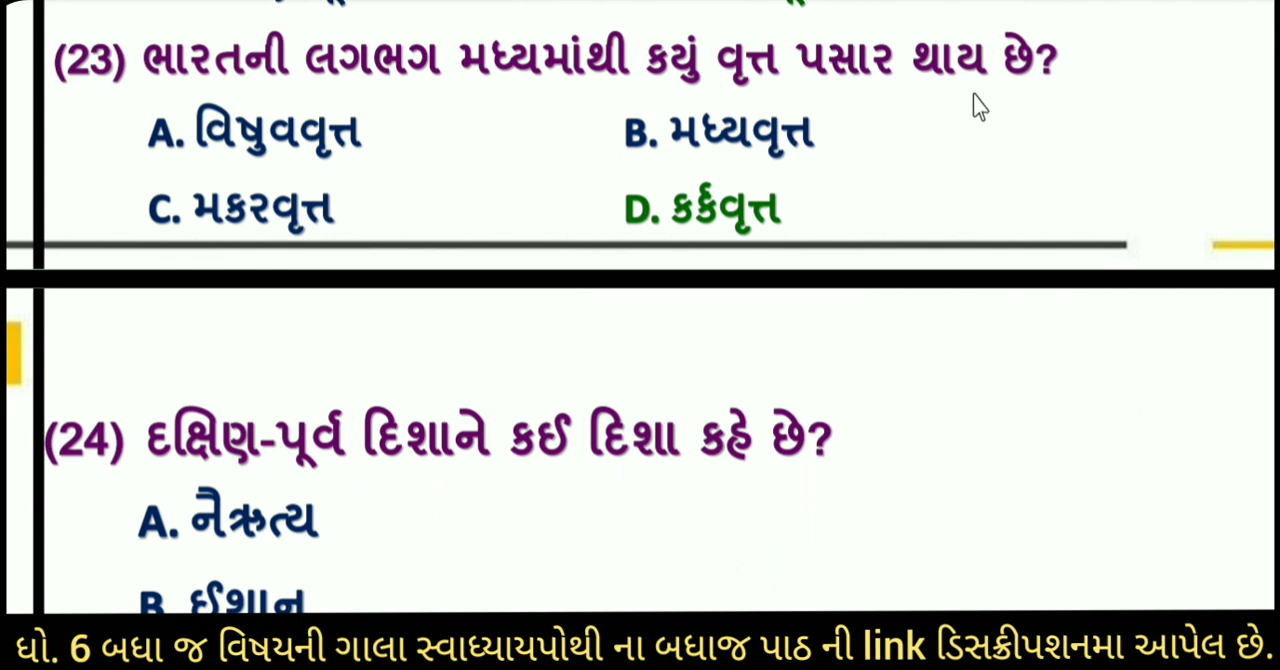 (23) ભારતની લગભગ મધ્યમાંથી કયું વૃત્ત પસાર થાય છે?
A. વિષુવવૃત્ત B. મધ્યવૃત્ત
C. મકરવૃત્ત D. કર્કવૃત્ત
(24) દક્ષિણ-પૂર્વ દિશાને કઈ દિશા કહે છે?
A. નૈઋત્ય
B. ઈશાન
ધો. 6 બધા જ વિષયની ગાલા સ્વાધ્યાયપોથી ના બધાજ પાઠ ની link ડિસક્રીપશનમા આપેલ છે.